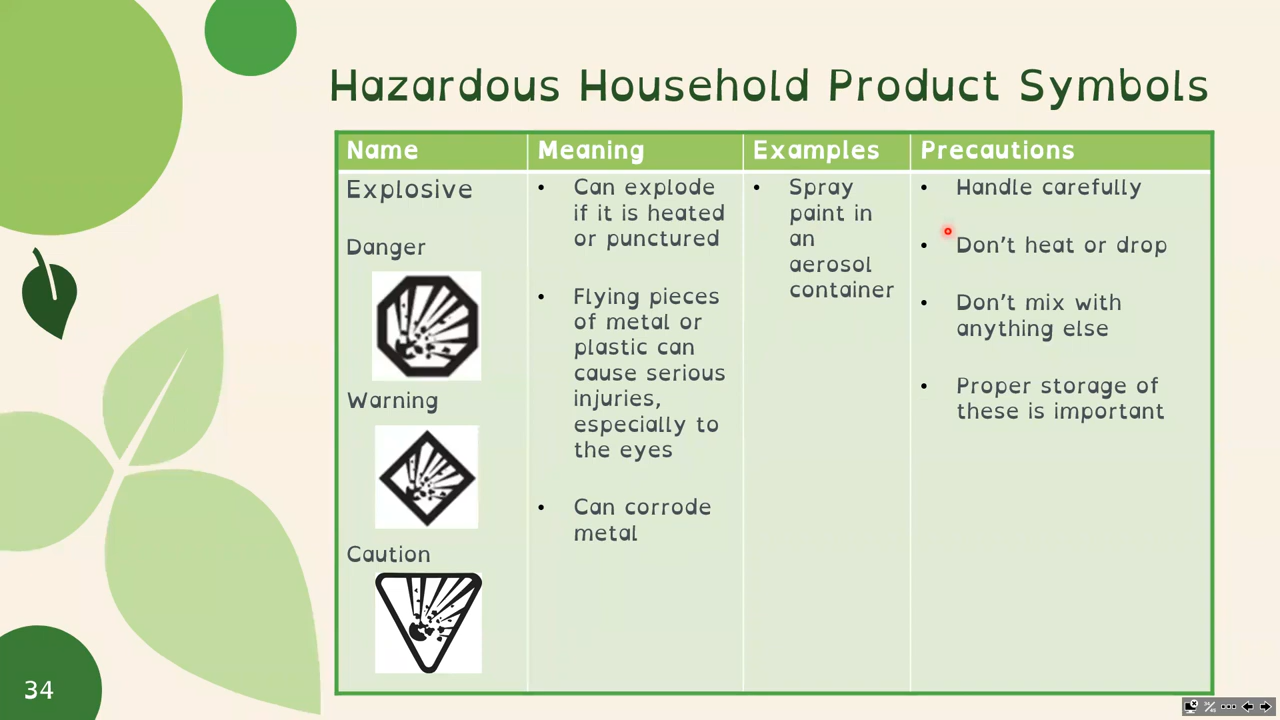 Hazardous Household Product Symbols
Name
Meaning
Examples
Precautions
Explosive
Danger
Warning
Caution
• Can explode
if it is heated
or punctured
• Flying pieces
of metal or
plastic can
cause serious
injuries,
especially to
the eyes
• Can corrode
metal
• Spray
paint in
an
aerosol
container
• Handle carefully
• Don't heat or drop
• Don't mix with
anything else
• Proper storage of
these is important
34